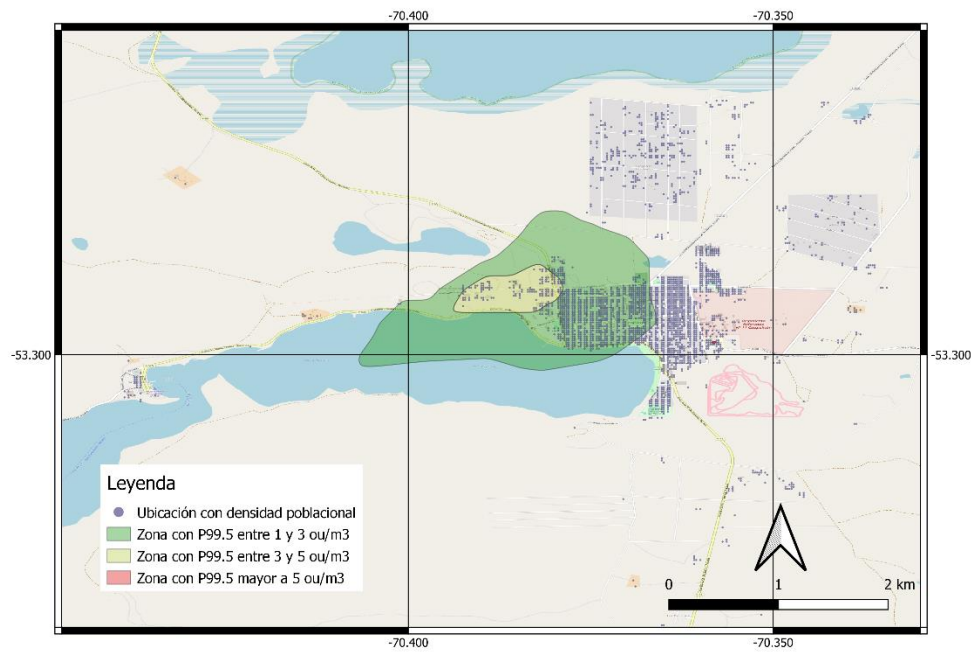 -70.400
-70.350
-53.300
-53.300
Leyenda
Ubicación con densidad poblacional
Zona con P99.5 entre 1 y 3 ou/m3
Zona con P99.5 entre 3 y 5 ou/m3
Zona con P99.5 mayor a 5 ou/m3
0
1
2 km
-70.400
-70.350